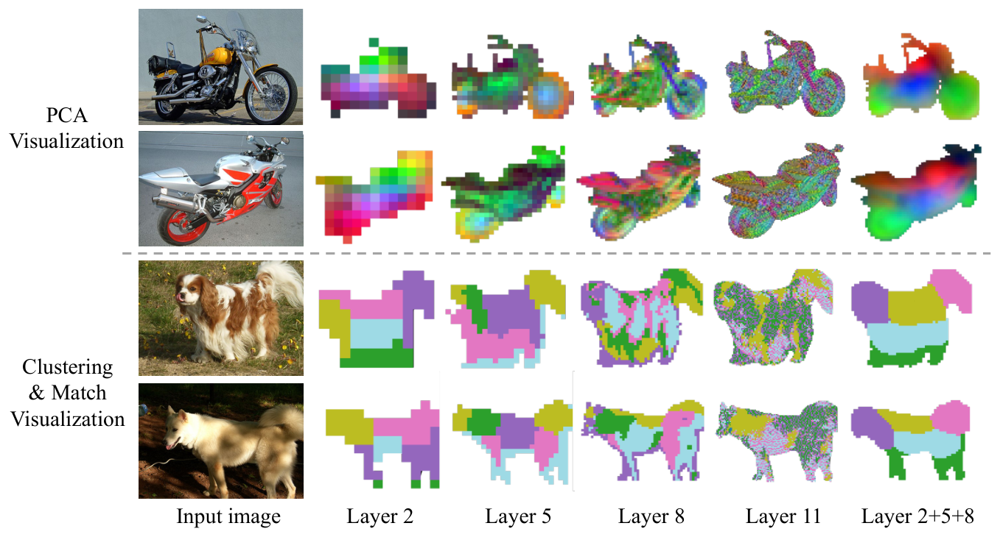 PCA
Visualization
Clustering
& Match
Visualization
Input image
Layer 2
Layer 5
Layer 8
Layer 11
Layer 2+5+8